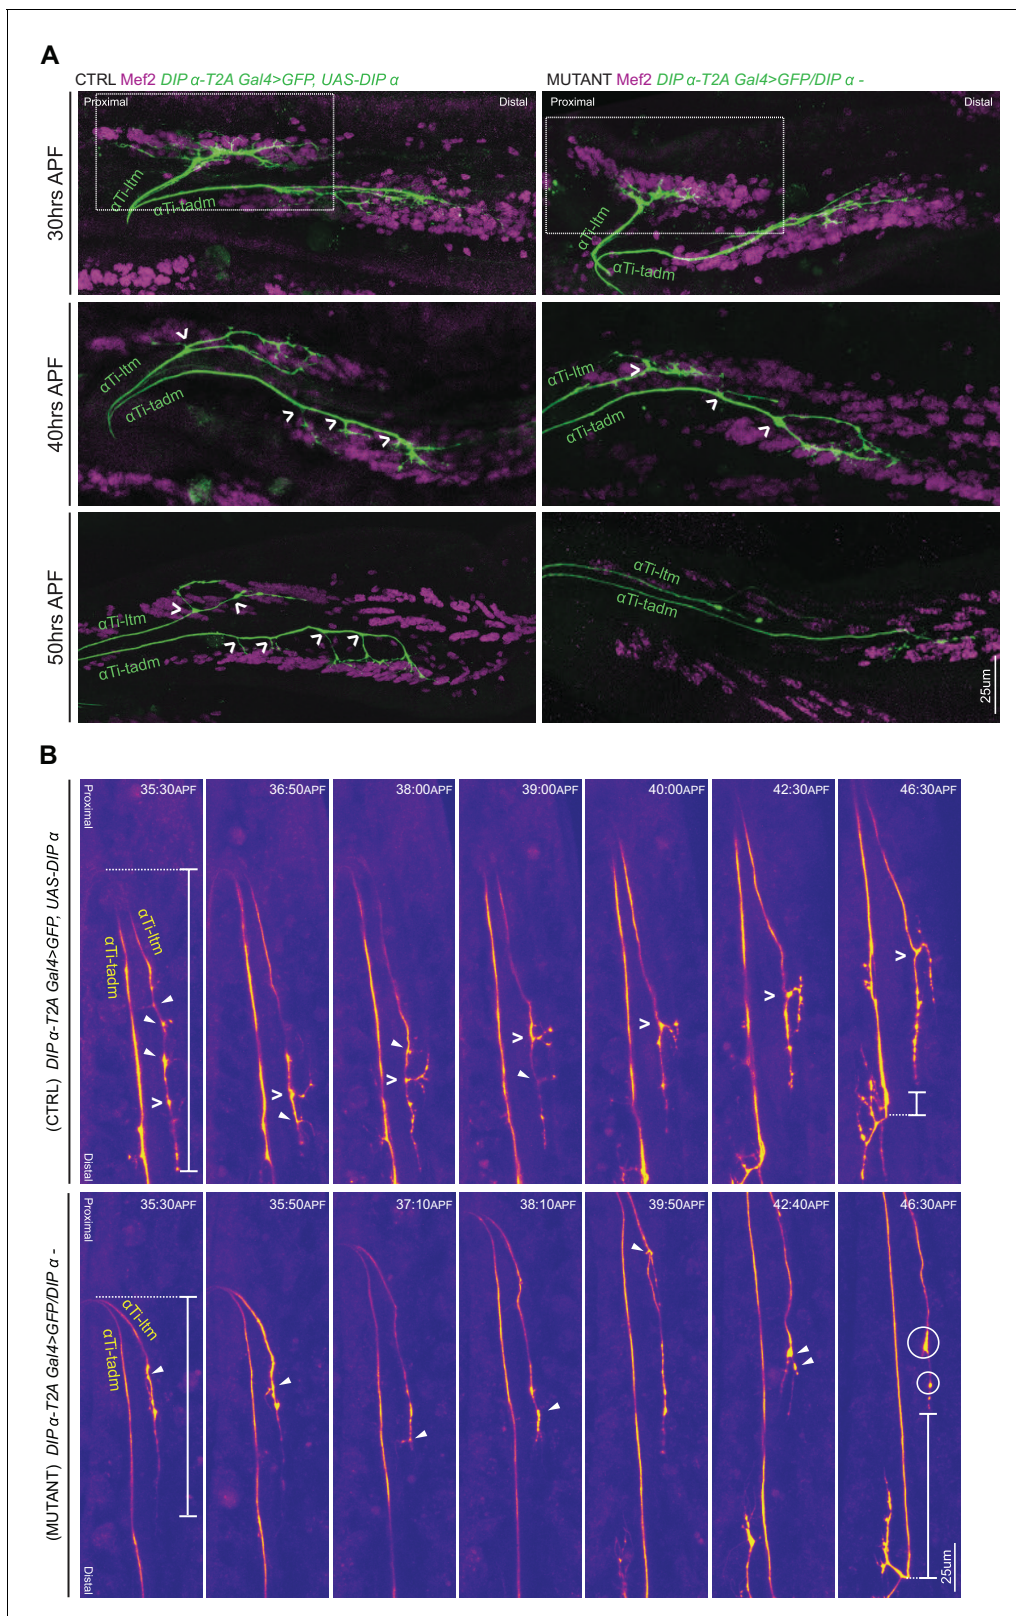 A
CTRL Mef2 DIP α-T2A Gal4>GFP, UAS-DIP α
MUTANT Mef2 DIP α-T2A Gal4>GFP/DIP α -
30hrs APF
Proximal
Distal
αTi-ltm
αTi-tadm
Proximal
Distal
αTi-ltm
αTi-tadm
40hrs APF
αTi-ltm
αTi-tadm
αTi-ltm
αTi-tadm
50hrs APF
αTi-ltm
αTi-tadm
αTi-ltm
αTi-tadm
25um
B
(CTRL) DIP α-T2A Gal4>GFP, UAS-DIP α
Proximal
Distal
35:30APF
αTi-ltm
αTi-tadm
36:50APF
38:00APF
39:00APF
40:00APF
42:30APF
46:30APF
(MUTANT) DIP α-T2A Gal4>GFP/DIP α -
Proximal
Distal
35:30APF
αTi-ltm
αTi-tadm
35:50APF
37:10APF
38:10APF
39:50APF
42:40APF
46:30APF
25um